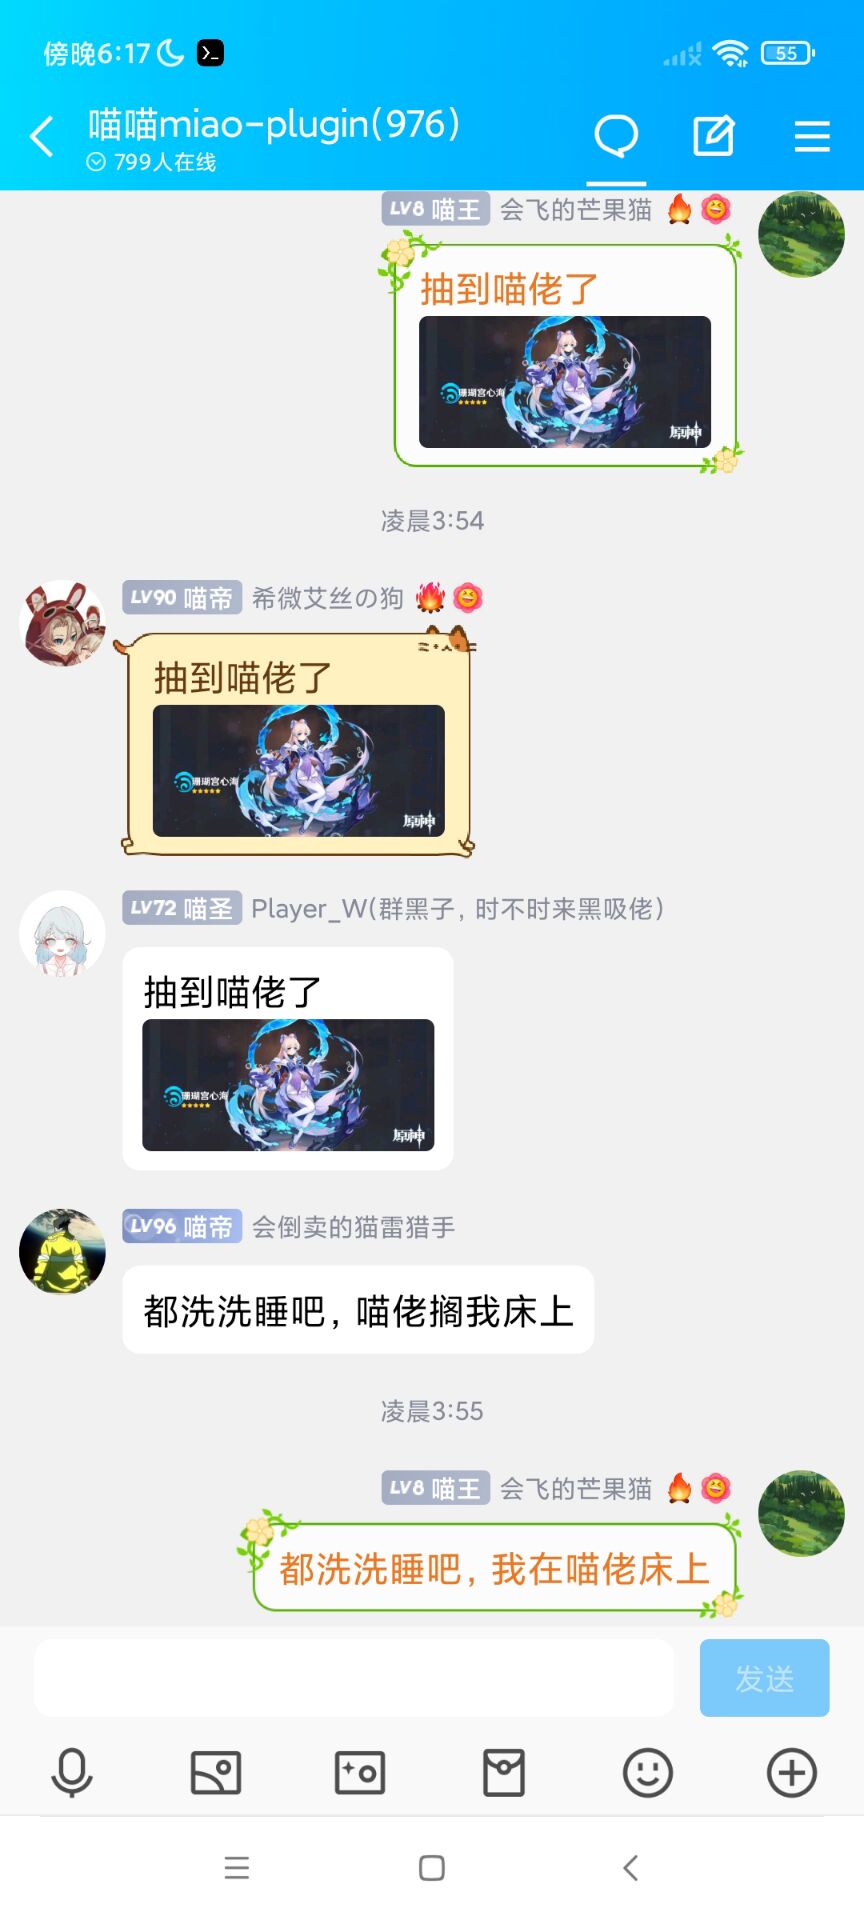 傍晚6:17
55
喵喵miao-plugin(976)
799人在线
LV8 喵王 会飞的芒果猫
抽到喵佬了
珊瑚宫心海
原神
凌晨3:54
LV90 喵帝 希微艾丝の狗
抽到喵佬了
珊瑚宫心海
原神
LV72 喵圣 Player_W(群黑子，时不时来黑吸佬)
抽到喵佬了
珊瑚宫心海
原神
LV96 喵帝 会倒卖的猫雷猎手
都洗洗睡吧，喵佬搁我床上
凌晨3:55
LV8 喵王 会飞的芒果猫
都洗洗睡吧，我在喵佬床上
发送